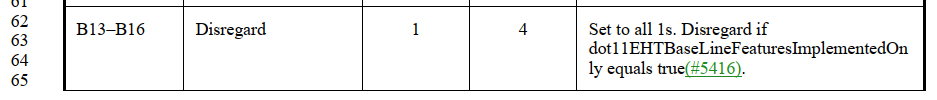 61
62
63
64
65
B13–B16 Disregard 1 4 Set to all 1s. Disregard if
dot11EHTBaseLineFeaturesImplementedOn
ly equals true(#5416).